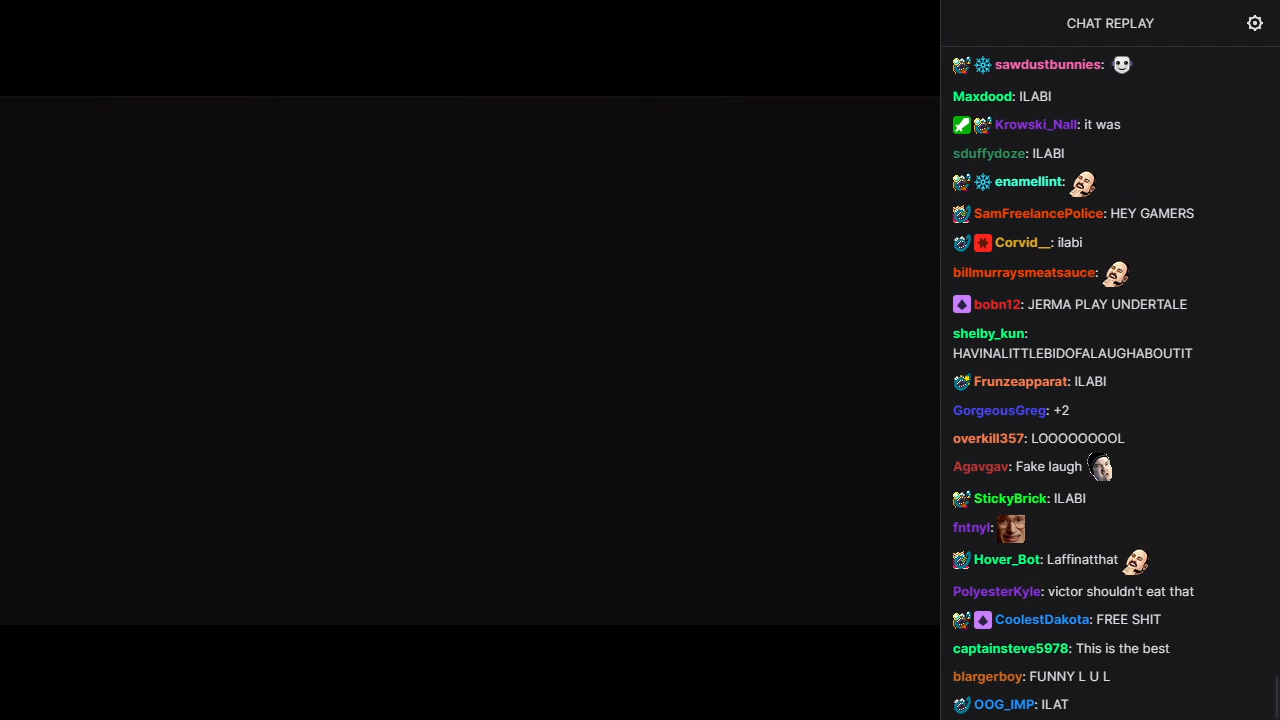 CHAT REPLAY
sawdustbunnies:
Maxdood: ILABI
Krowski_Nall: it was
sduffydoze: ILABI
enamellint:
SamFreelancePolice: HEY GAMERS
Corvid__: ilabi
billmurraysmeatsauce:
bobn12: JERMA PLAY UNDERTALE
shelby_kun:
HAVINALITTLEBIDOFALAUGHABOUTIT
Frunzeapparat: ILABI
GorgeousGreg: +2
overkill357: LOOOOOOOOL
Agavgav: Fake laugh
StickyBrick: ILABI
fntnyl:
Hover_Bot: Laffinatthat
PolyesterKyle: victor shouldn't eat that
CoolestDakota: FREE SHIT
captainsteve5978: This is the best
blargerboy: FUNNY L U L
OOG_IMP: ILAT